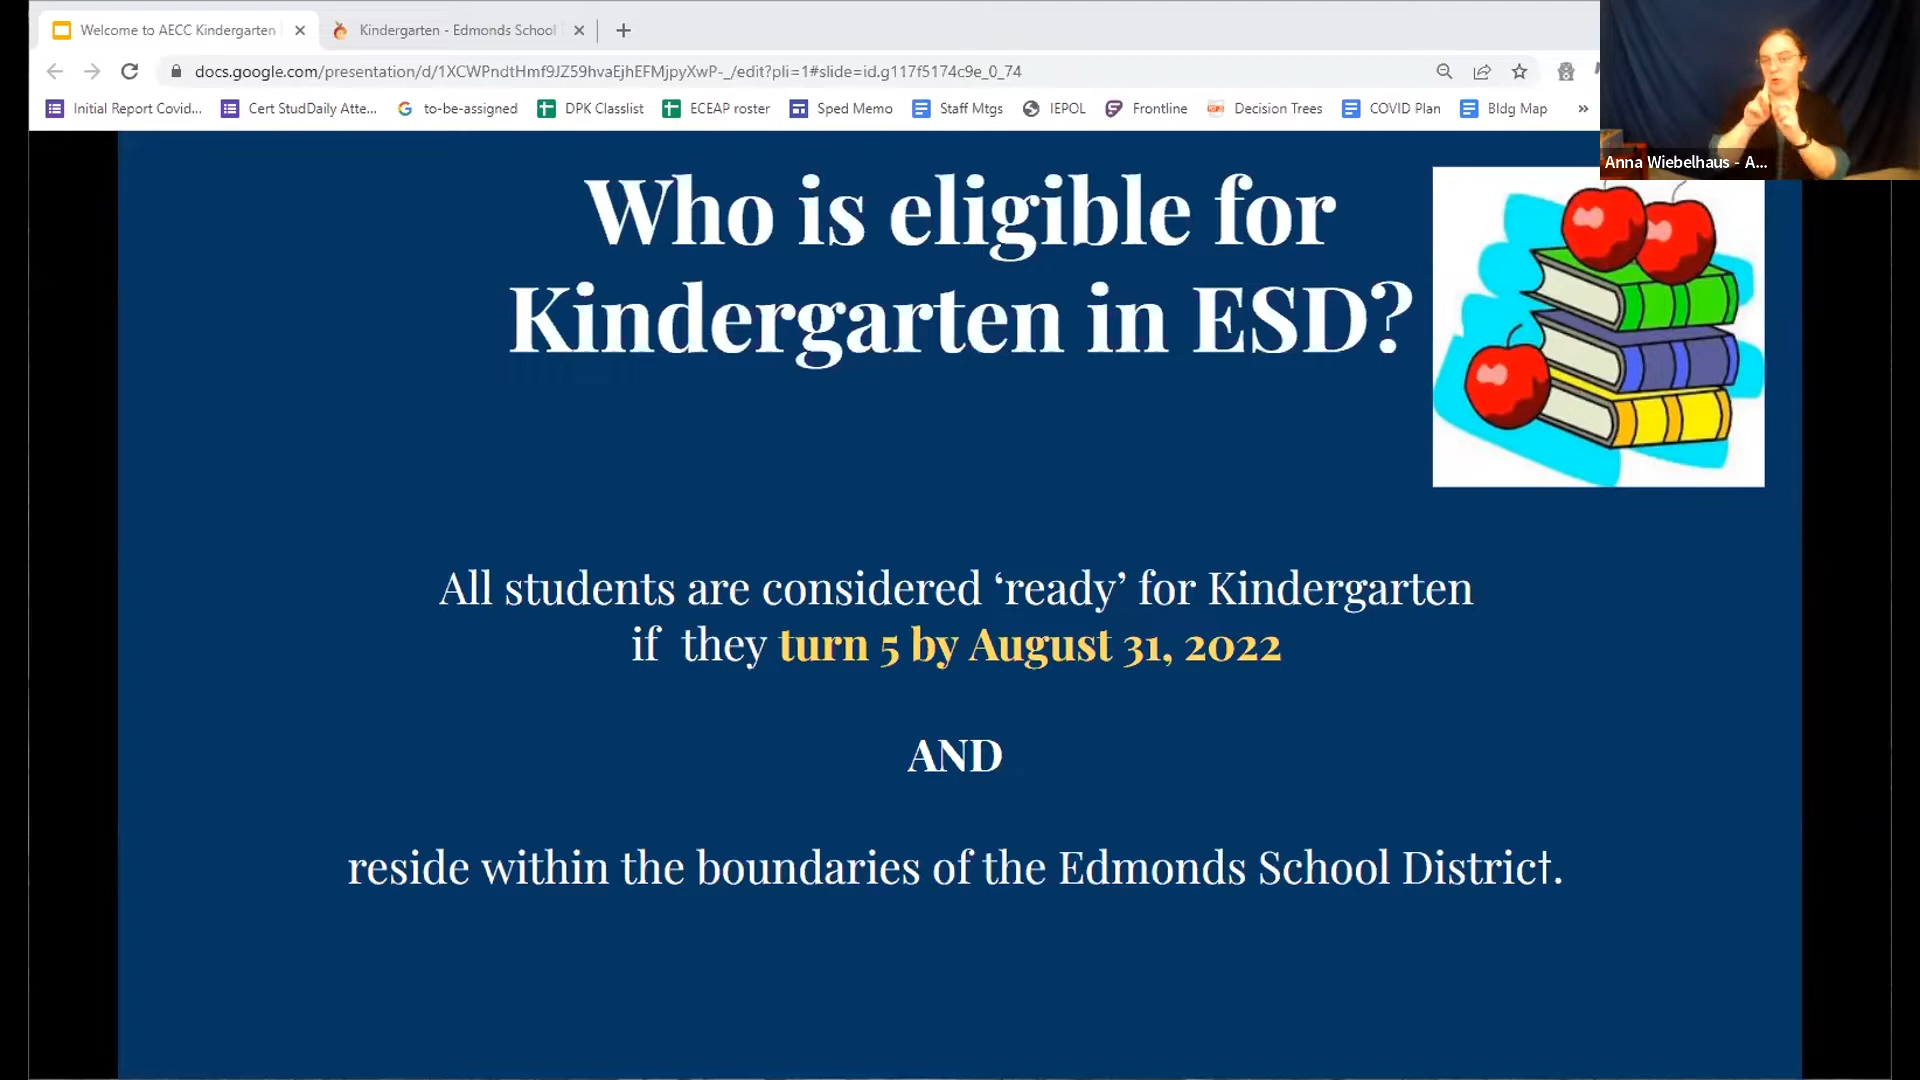 Welcome to AECC Kindergarten
Kindergarten - Edmonds School
docs.google.com/presentation/d/1XCWPndtHmf9JZ59hvaEjhEFMjpyXwP-_/edit?pli=1#slide=id.g117f5174c9e_0_74
Initial Report Covid... Cert StudDaily Atte... to-be-assigned DPK Classlist ECEAP roster Sped Memo Staff Mtgs IEPOL Frontline Decision Trees COVID Plan Bldg Map »
Anna Wiebelhaus - A...
Who is eligible for
Kindergarten in ESD?
All students are considered ‘ready’ for Kindergarten
if they turn 5 by August 31, 2022
AND
reside within the boundaries of the Edmonds School Distric†.